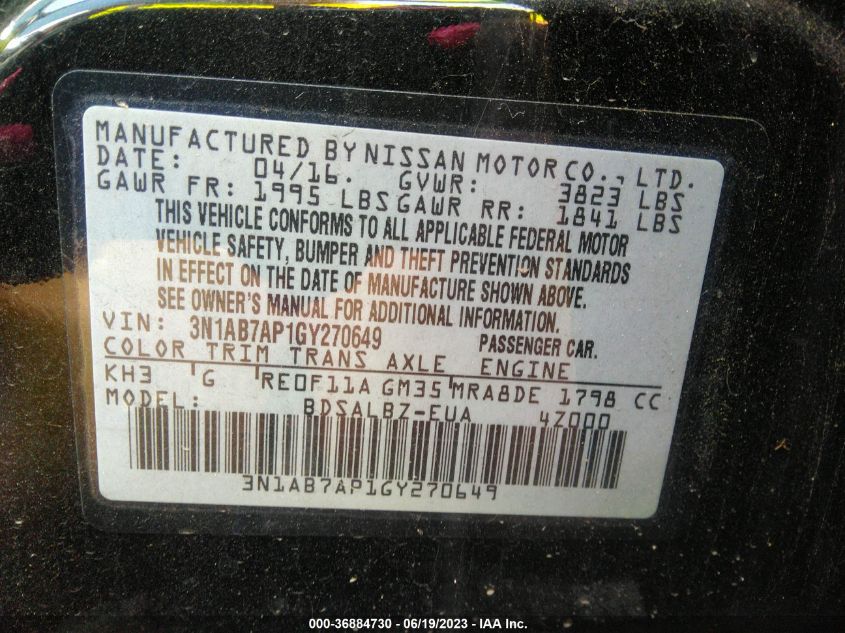 MANUFACTURED BY NISSAN MOTOR CO., LTD.
DATE: 04/16. GVWR: 3823 LBS
GAWR FR: 1995 LBS GAWR RR: 1841 LBS
THIS VEHICLE CONFORMS TO ALL APPLICABLE FEDERAL MOTOR
VEHICLE SAFETY, BUMPER AND THEFT PREVENTION STANDARDS
IN EFFECT ON THE DATE OF MANUFACTURE SHOWN ABOVE.
SEE OWNER'S MANUAL FOR ADDITIONAL INFORMATION.
VIN: 3N1AB7AP1GY270649 PASSENGER CAR.
COLOR TRIM TRANS AXLE ENGINE
KH3 G RE0F11A GM35 MRA8DE 1798 CC
MODEL: BDSALBZ-EUA 4Z000
3N1AB7AP1GY270649
000-36884730 - 06/19/2023 - IAA Inc.